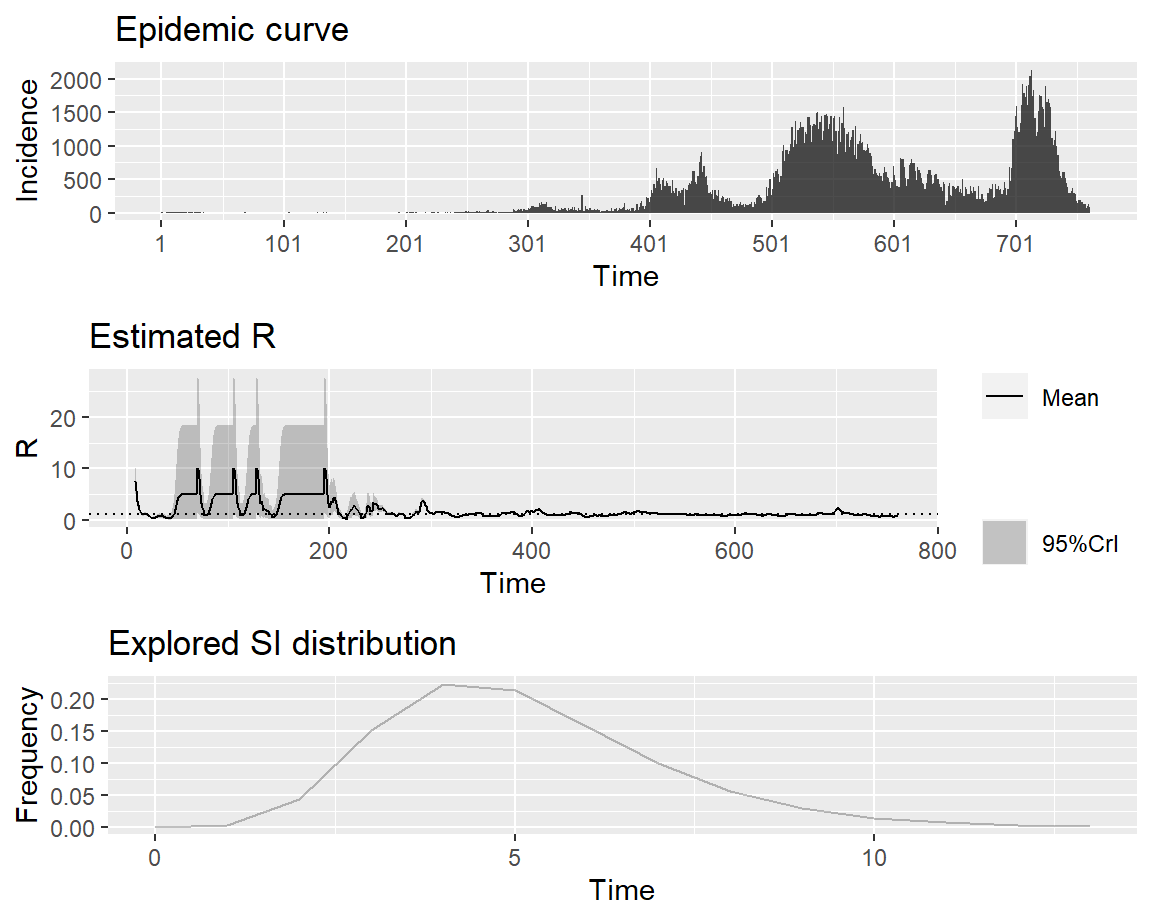 Epidemic curve
Incidence
2000
1500
1000
500
0
1 101 201 301 401 501 601 701
Time
Estimated R
R
20
10
0
0 200 400 600 800
Time
Mean
95%CrI
Explored SI distribution
Frequency
0.20
0.15
0.10
0.05
0.00
0 5 10
Time